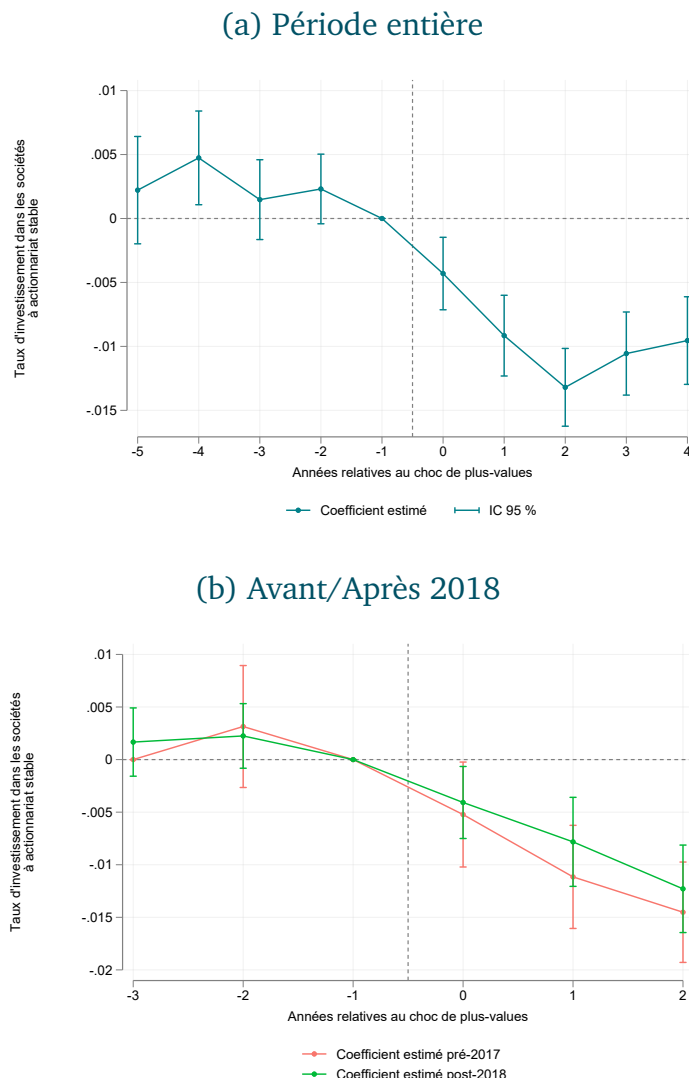 (a) Période entière
.01
.005
0
-.005
-.01
-.015
Taux d'investissement dans les sociétés
à actionnariat stable
-5 -4 -3 -2 -1 0 1 2 3 4
Années relatives au choc de plus-values
Coefficient estimé IC 95 %
(b) Avant/Après 2018
.01
.005
0
-.005
-.01
-.015
-.02
Taux d'investissement dans les sociétés
à actionnariat stable
-3 -2 -1 0 1 2
Années relatives au choc de plus-values
Coefficient estimé pré-2017
Coefficient estimé post-2018